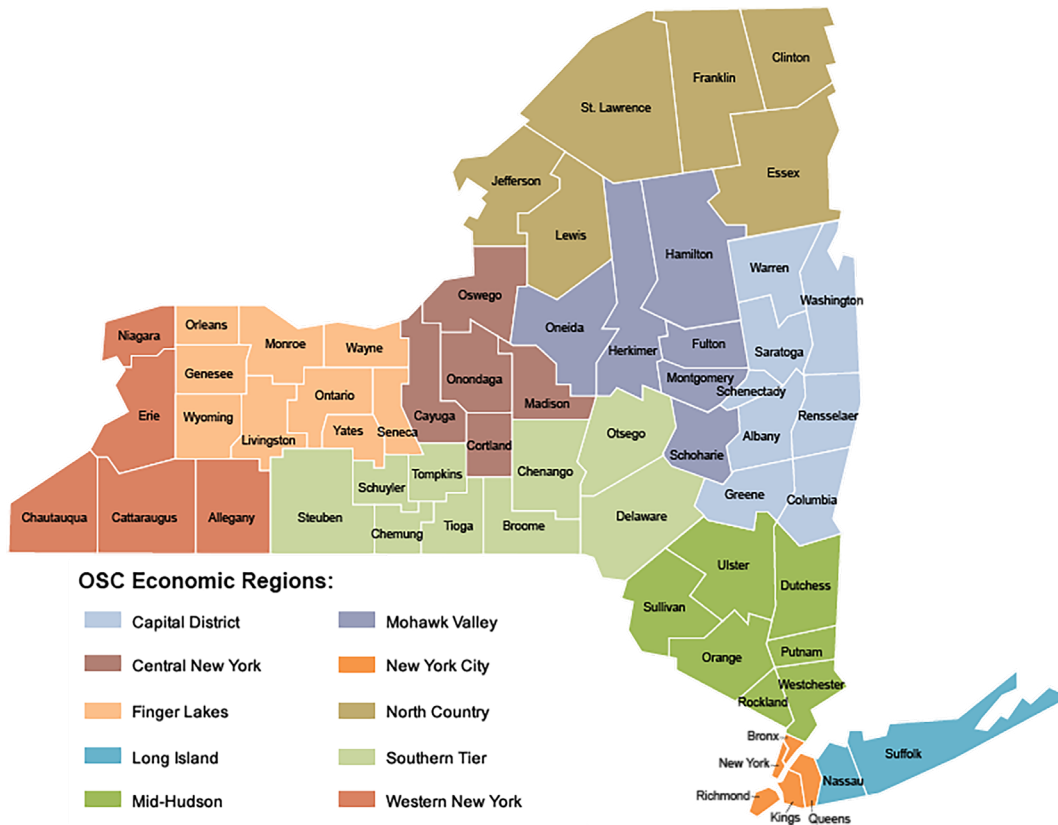 Clinton
Franklin
St. Lawrence
Essex
Jefferson
Lewis
Hamilton
Warren
Washington
Oswego
Oneida
Herkimer
Fulton
Saratoga
Niagara
Orleans
Monroe
Wayne
Genesee
Onondaga
Montgomery
Schenectady
Ontario
Madison
Erie
Wyoming
Cayuga
Rensselaer
Livingston
Yates
Seneca
Otsego
Albany
Cortland
Schoharie
Tompkins
Chenango
Schuyler
Greene
Columbia
Chautauqua
Cattaraugus
Allegany
Steuben
Chemung
Tioga
Broome
Delaware
Ulster
Dutchess
Sullivan
Orange
Putnam
Westchester
Rockland
Bronx
New York
Suffolk
Nassau
Richmond
Kings
Queens
OSC Economic Regions:
Capital District
Central New York
Finger Lakes
Long Island
Mid-Hudson
Mohawk Valley
New York City
North Country
Southern Tier
Western New York